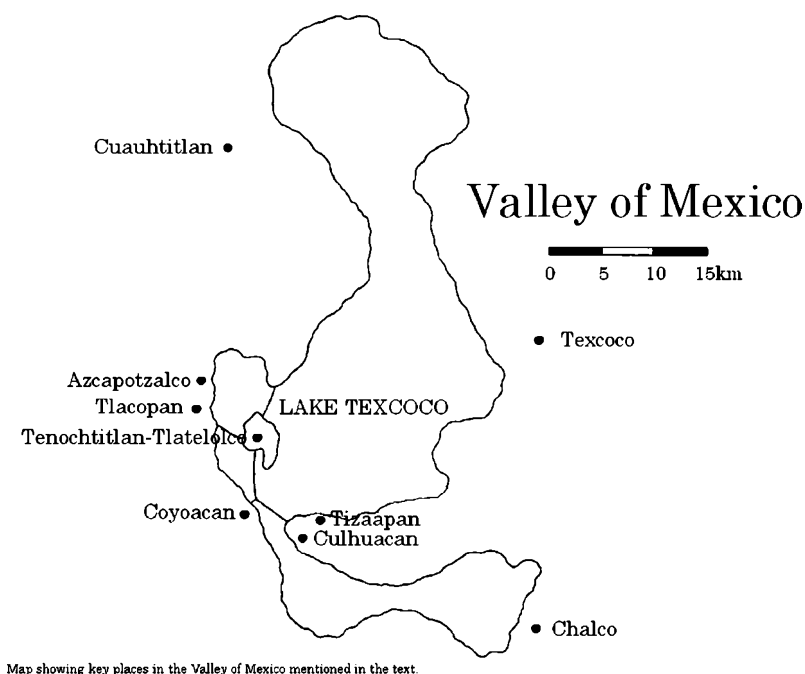 Cuauhtitlan
Valley of Mexico
0 5 10 15km
Texcoco
Azcapotzalco
Tlacopan
LAKE TEXCOCO
Tenochtitlan-Tlatelolco
Coyoacan
Tizaapan
Culhuacan
Chalco
Map showing key places in the Valley of Mexico mentioned in the text.